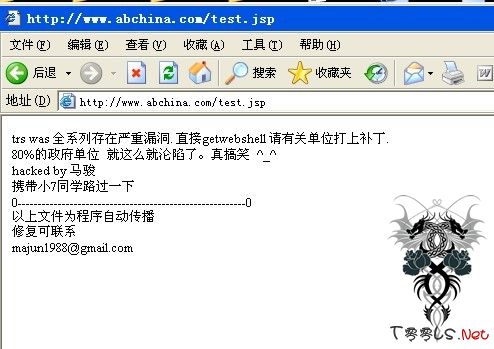 http://www.abchina.com/test.jsp
文件(F) 编辑(E) 查看(V) 收藏(A) 工具(T) 帮助(H)
后退 搜索 收藏夹
地址(D) http://www.abchina.com/test.jsp
trs was 全系列存在严重漏洞.直接getwebshell 请有关单位打上补丁.
80%的政府单位 就这么就沦陷了。真搞笑 ^_^
hacked by 马骏
携带小7同学路过一下
0----------------------------------------------------------0
以上文件为程序自动传播
修复可联系
majun1988@gmail.com
T00LS.Net